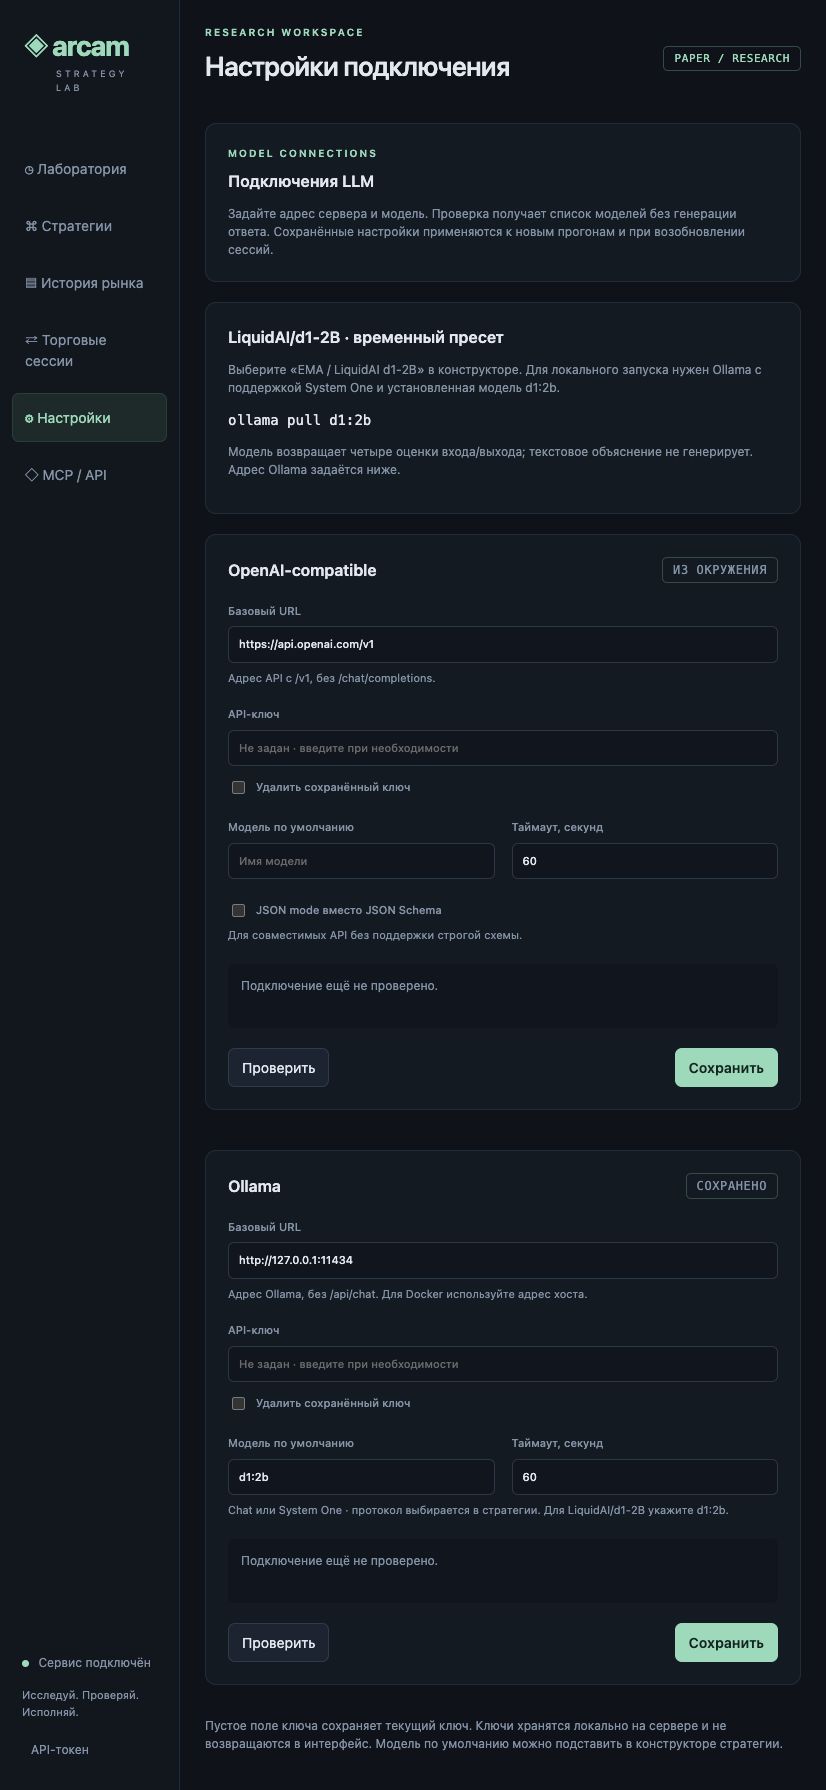 arcam
STRATEGY
LAB
Лаборатория
⌘ Стратегии
История рынка
⇄ Торговые
сессии
Настройки
◇ MCP / API
Сервис подключён
Исследуй. Проверяй.
Исполняй.
API-токен
RESEARCH WORKSPACE
Настройки подключения
PAPER / RESEARCH
MODEL CONNECTIONS
Подключения LLM
Задайте адрес сервера и модель. Проверка получает список моделей без генерации
ответа. Сохранённые настройки применяются к новым прогонам и при возобновлении
сессий.
LiquidAI/d1-2B · временный пресет
Выберите «EMA / LiquidAI d1-2B» в конструкторе. Для локального запуска нужен Ollama с
поддержкой System One и установленная модель d1:2b.
ollama pull d1:2b
Модель возвращает четыре оценки входа/выхода; текстовое объяснение не генерирует.
Адрес Ollama задаётся ниже.
OpenAI-compatible
ИЗ ОКРУЖЕНИЯ
Базовый URL
https://api.openai.com/v1
Адрес API с /v1, без /chat/completions.
API-ключ
Не задан · введите при необходимости
Удалить сохранённый ключ
Модель по умолчанию
Таймаут, секунд
Имя модели
60
JSON mode вместо JSON Schema
Для совместимых API без поддержки строгой схемы.
Подключение ещё не проверено.
Проверить
Сохранить
Ollama
СОХРАНЕНО
Базовый URL
http://127.0.0.1:11434
Адрес Ollama, без /api/chat. Для Docker используйте адрес хоста.
API-ключ
Не задан · введите при необходимости
Удалить сохранённый ключ
Модель по умолчанию
Таймаут, секунд
d1:2b
60
Chat или System One · протокол выбирается в стратегии. Для LiquidAI/d1-2B укажите d1:2b.
Подключение ещё не проверено.
Проверить
Сохранить
Пустое поле ключа сохраняет текущий ключ. Ключи хранятся локально на сервере и не
возвращаются в интерфейс. Модель по умолчанию можно подставить в конструкторе стратегии.